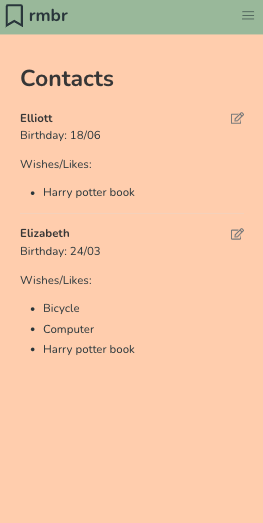 rmbr
Contacts
Elliott
Birthday: 18/06
Wishes/Likes:
• Harry potter book
Elizabeth
Birthday: 24/03
Wishes/Likes:
• Bicycle
• Computer
• Harry potter book